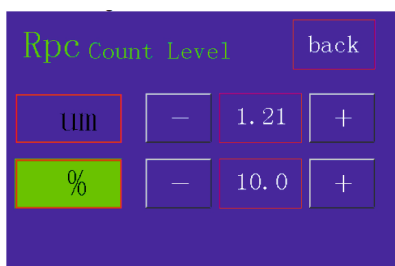 Rpc Count Level back
um − 1.21 +
% − 10.0 +